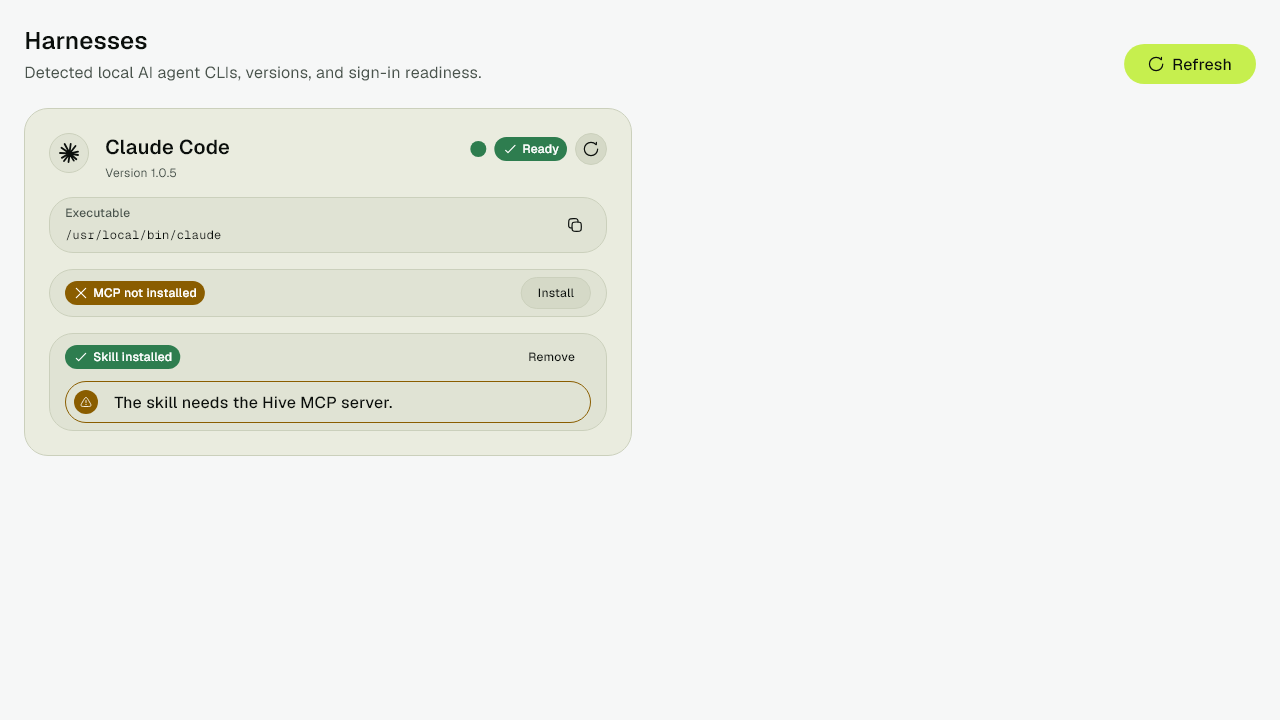 Harnesses
Detected local AI agent CLIs, versions, and sign-in readiness.
Refresh
Claude Code
Ready
Version 1.0.5
Executable
/usr/local/bin/claude
MCP not installed
Install
Skill installed
Remove
The skill needs the Hive MCP server.